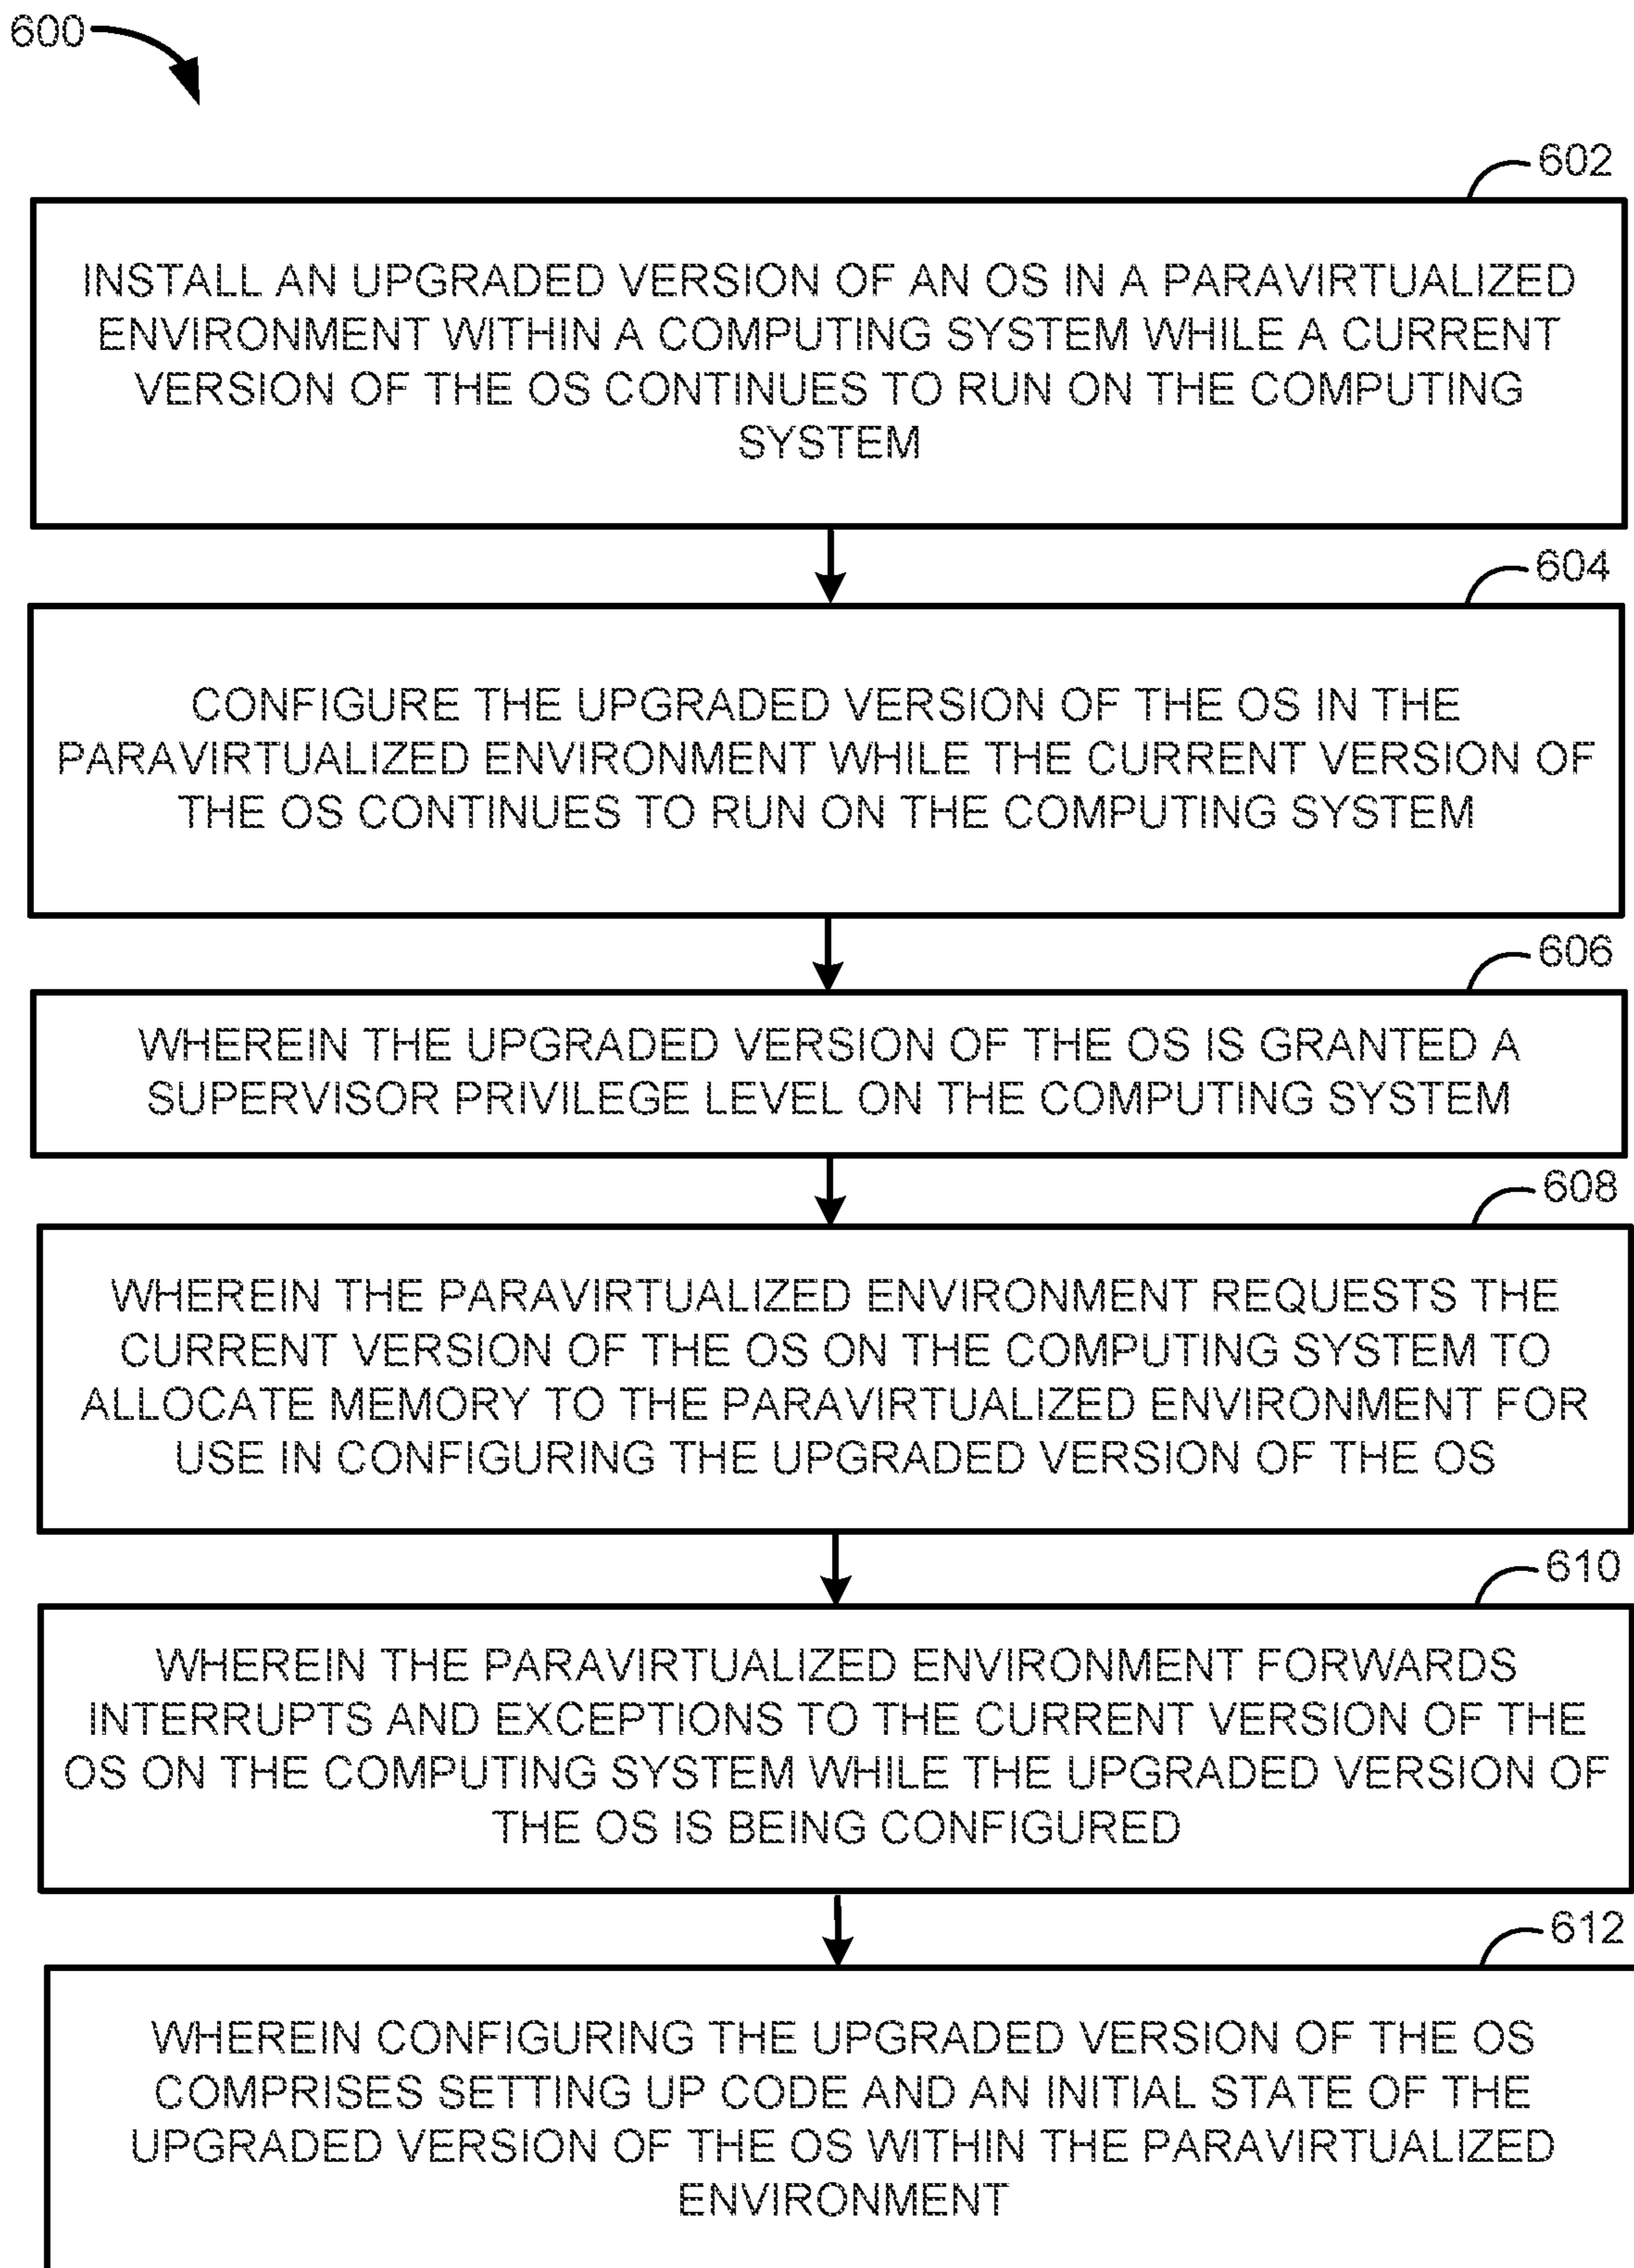 600
602
INSTALL AN UPGRADED VERSION OF AN OS IN A PARAVIRTUALIZED
ENVIRONMENT WITHIN A COMPUTING SYSTEM WHILE A CURRENT
VERSION OF THE OS CONTINUES TO RUN ON THE COMPUTING
SYSTEM
604
CONFIGURE THE UPGRADED VERSION OF THE OS IN THE
PARAVIRTUALIZED ENVIRONMENT WHILE THE CURRENT VERSION OF
THE OS CONTINUES TO RUN ON THE COMPUTING SYSTEM
606
WHEREIN THE UPGRADED VERSION OF THE OS IS GRANTED A
SUPERVISOR PRIVILEGE LEVEL ON THE COMPUTING SYSTEM
608
WHEREIN THE PARAVIRTUALIZED ENVIRONMENT REQUESTS THE
CURRENT VERSION OF THE OS ON THE COMPUTING SYSTEM TO
ALLOCATE MEMORY TO THE PARAVIRTUALIZED ENVIRONMENT FOR
USE IN CONFIGURING THE UPGRADED VERSION OF THE OS
610
WHEREIN THE PARAVIRTUALIZED ENVIRONMENT FORWARDS
INTERRUPTS AND EXCEPTIONS TO THE CURRENT VERSION OF THE
OS ON THE COMPUTING SYSTEM WHILE THE UPGRADED VERSION OF
THE OS IS BEING CONFIGURED
612
WHEREIN CONFIGURING THE UPGRADED VERSION OF THE OS
COMPRISES SETTING UP CODE AND AN INITIAL STATE OF THE
UPGRADED VERSION OF THE OS WITHIN THE PARAVIRTUALIZED
ENVIRONMENT